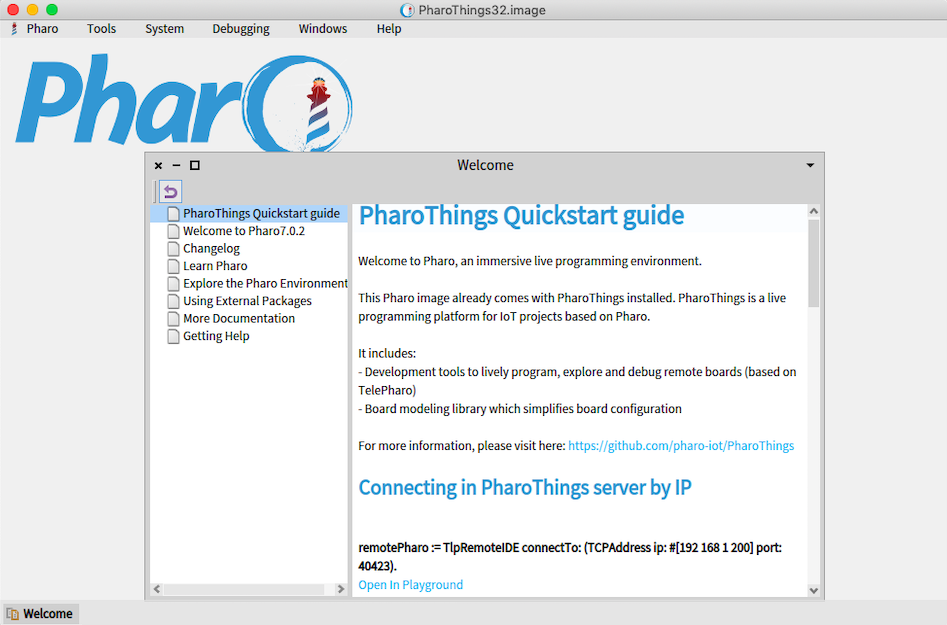 PharoThings32.image
Pharo Tools System Debugging Windows Help
Pharo
Welcome
PharoThings Quickstart guide
Welcome to Pharo7.0.2
Changelog
Learn Pharo
Explore the Pharo Environment
Using External Packages
More Documentation
Getting Help
PharoThings Quickstart guide
Welcome to Pharo, an immersive live programming environment.
This Pharo image already comes with PharoThings installed. PharoThings is a live
programming platform for IoT projects based on Pharo.
It includes:
- Development tools to lively program, explore and debug remote boards (based on
TelePharo)
- Board modeling library which simplifies board configuration
For more information, please visit here: https://github.com/pharo-iot/PharoThings
Connecting in PharoThings server by IP
remotePharo := TlpRemoteIDE connectTo: (TCPAddress ip: #[192 168 1 200] port:
40423).
Open In Playground
Welcome